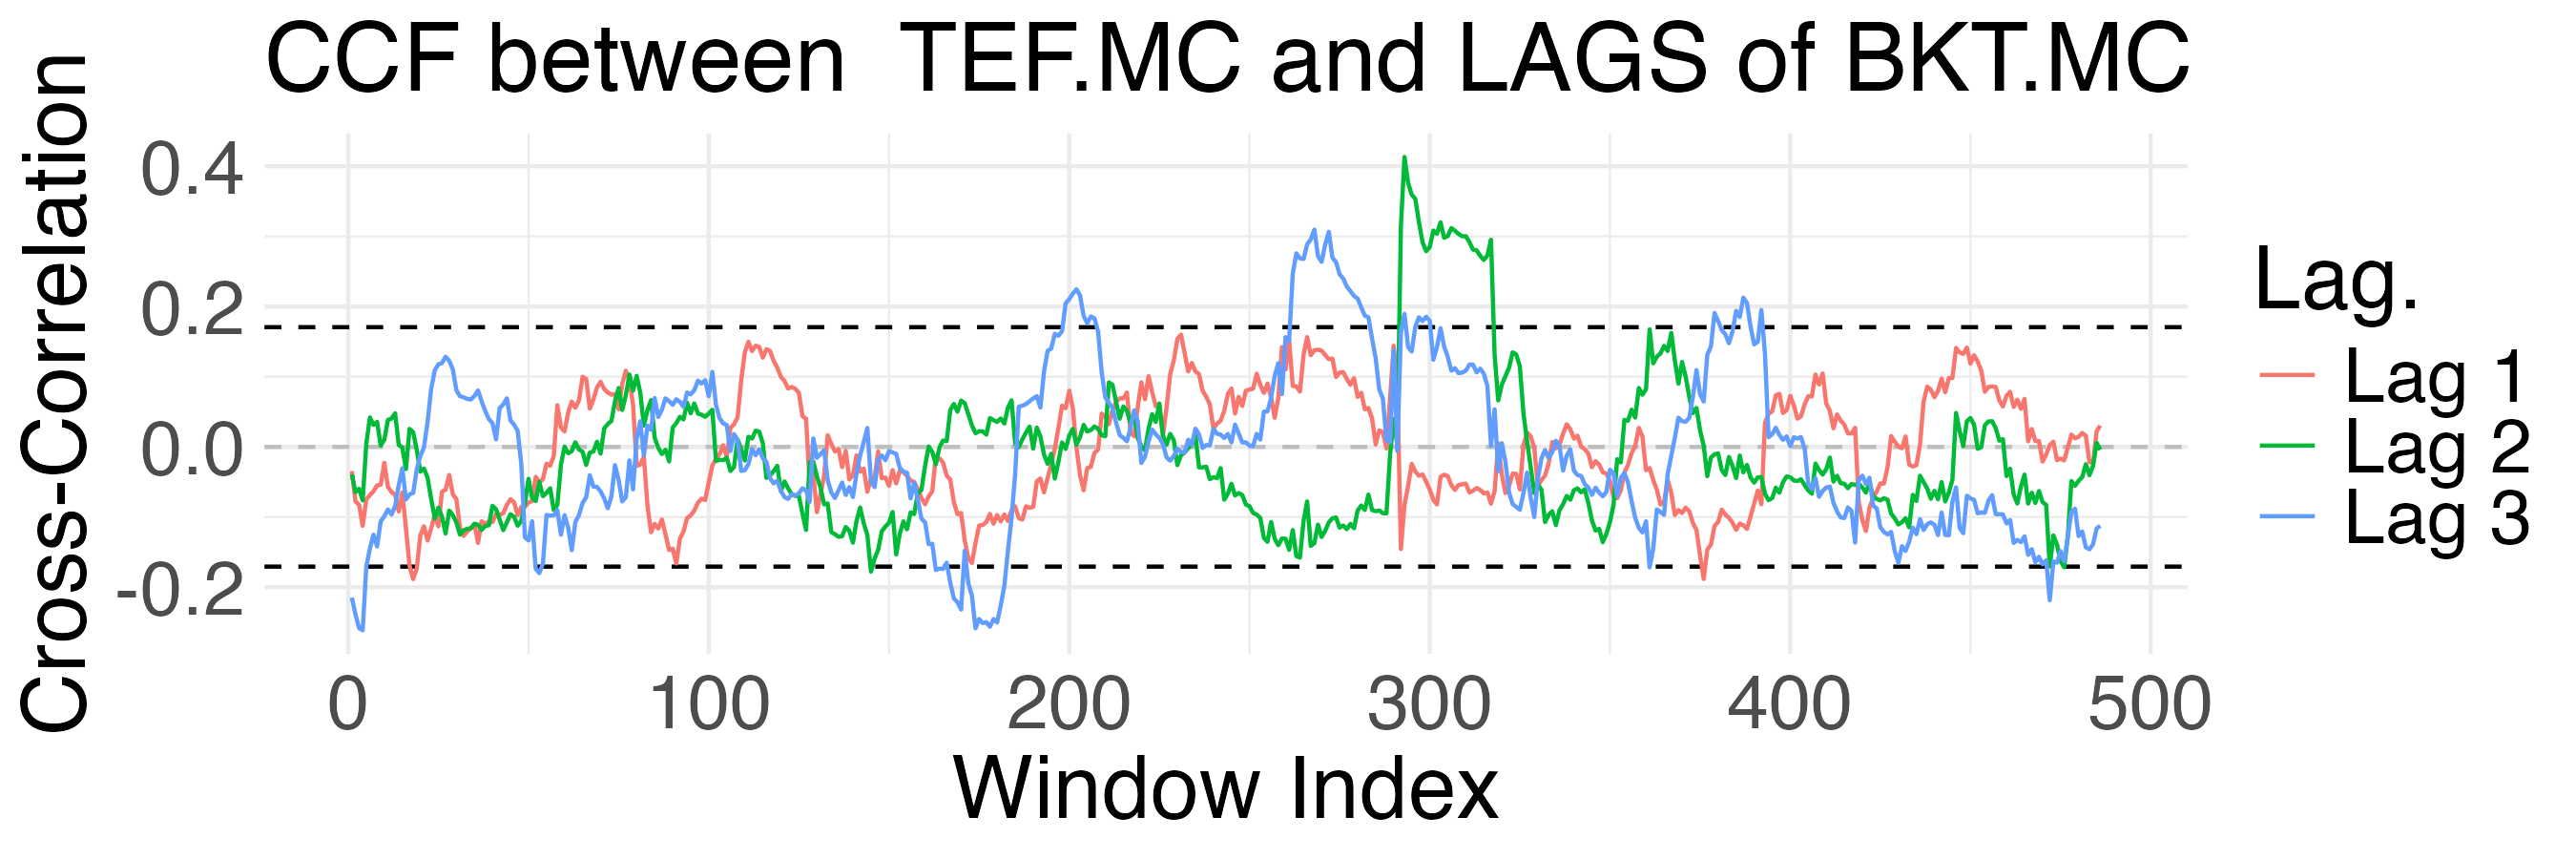 CCF between  TEF.MC and LAGS of BKT.MC
Cross-Correlation
0.4
0.2
0.0
-0.2
0 100 200 300 400 500
Window Index
Lag.
Lag 1
Lag 2
Lag 3